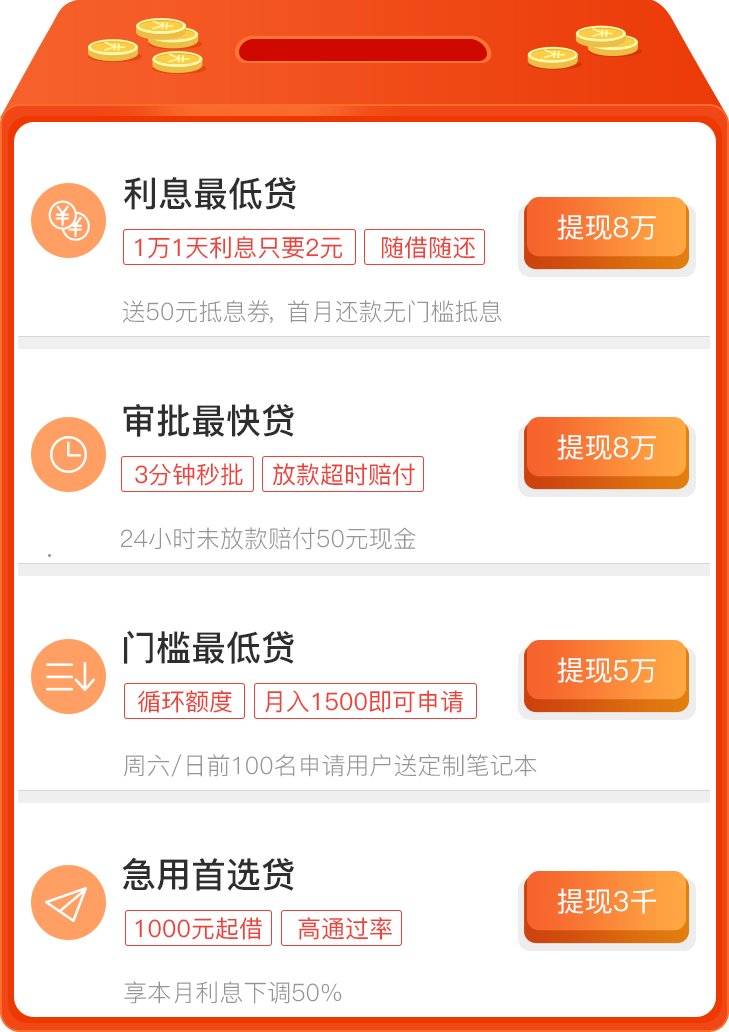 利息最低贷
1万1天利息只要2元 随借随还
提现8万
送50元抵息券, 首月还款无门槛抵息
审批最快贷
3分钟秒批 放款超时赔付
提现8万
24小时未放款赔付50元现金
门槛最低贷
循环额度 月入1500即可申请
提现5万
周六/日前100名申请用户送定制笔记本
急用首选贷
1000元起借 高通过率
提现3千
享本月利息下调50%